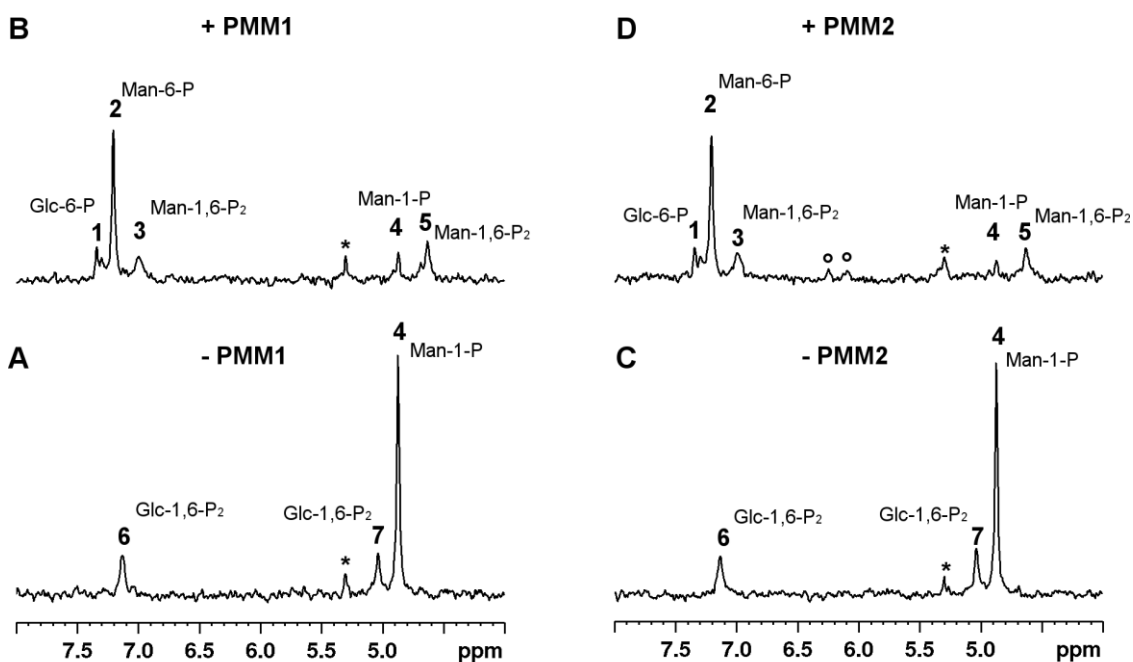 B + PMM1
Man-6-P
2
Glc-6-P
1
3
Man-1,6-P₂
*
Man-1-P
4
5
Man-1,6-P₂
D + PMM2
Man-6-P
2
Glc-6-P
1
3
Man-1,6-P₂
*
Man-1-P
4
5
Man-1,6-P₂
A - PMM1
4
Man-1-P
Glc-1,6-P₂
6
Glc-1,6-P₂
7
*
7.5 7.0 6.5 6.0 5.5 5.0 ppm
C - PMM2
4
Man-1-P
Glc-1,6-P₂
6
Glc-1,6-P₂
7
*
7.5 7.0 6.5 6.0 5.5 5.0 ppm